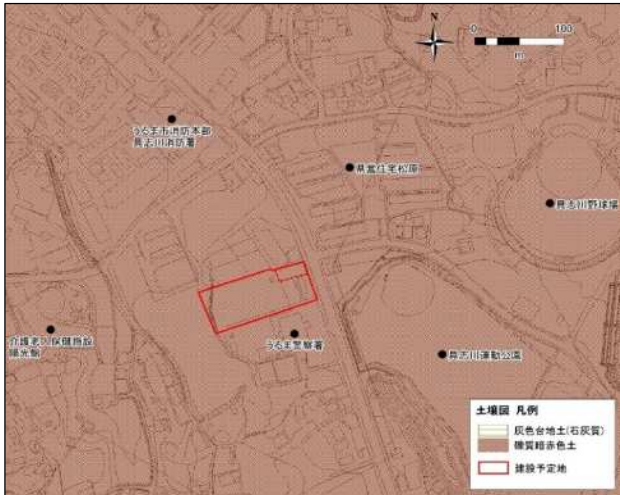 N
0
100
m
うるま市消防本部
具志川消防署
県営住宅松原
具志川野球場
介護老人保健施設
陽光館
うるま警察署
具志川運動公園
土壌図 凡例
灰色台地土(石灰質)
礫質暗赤色土
建設予定地